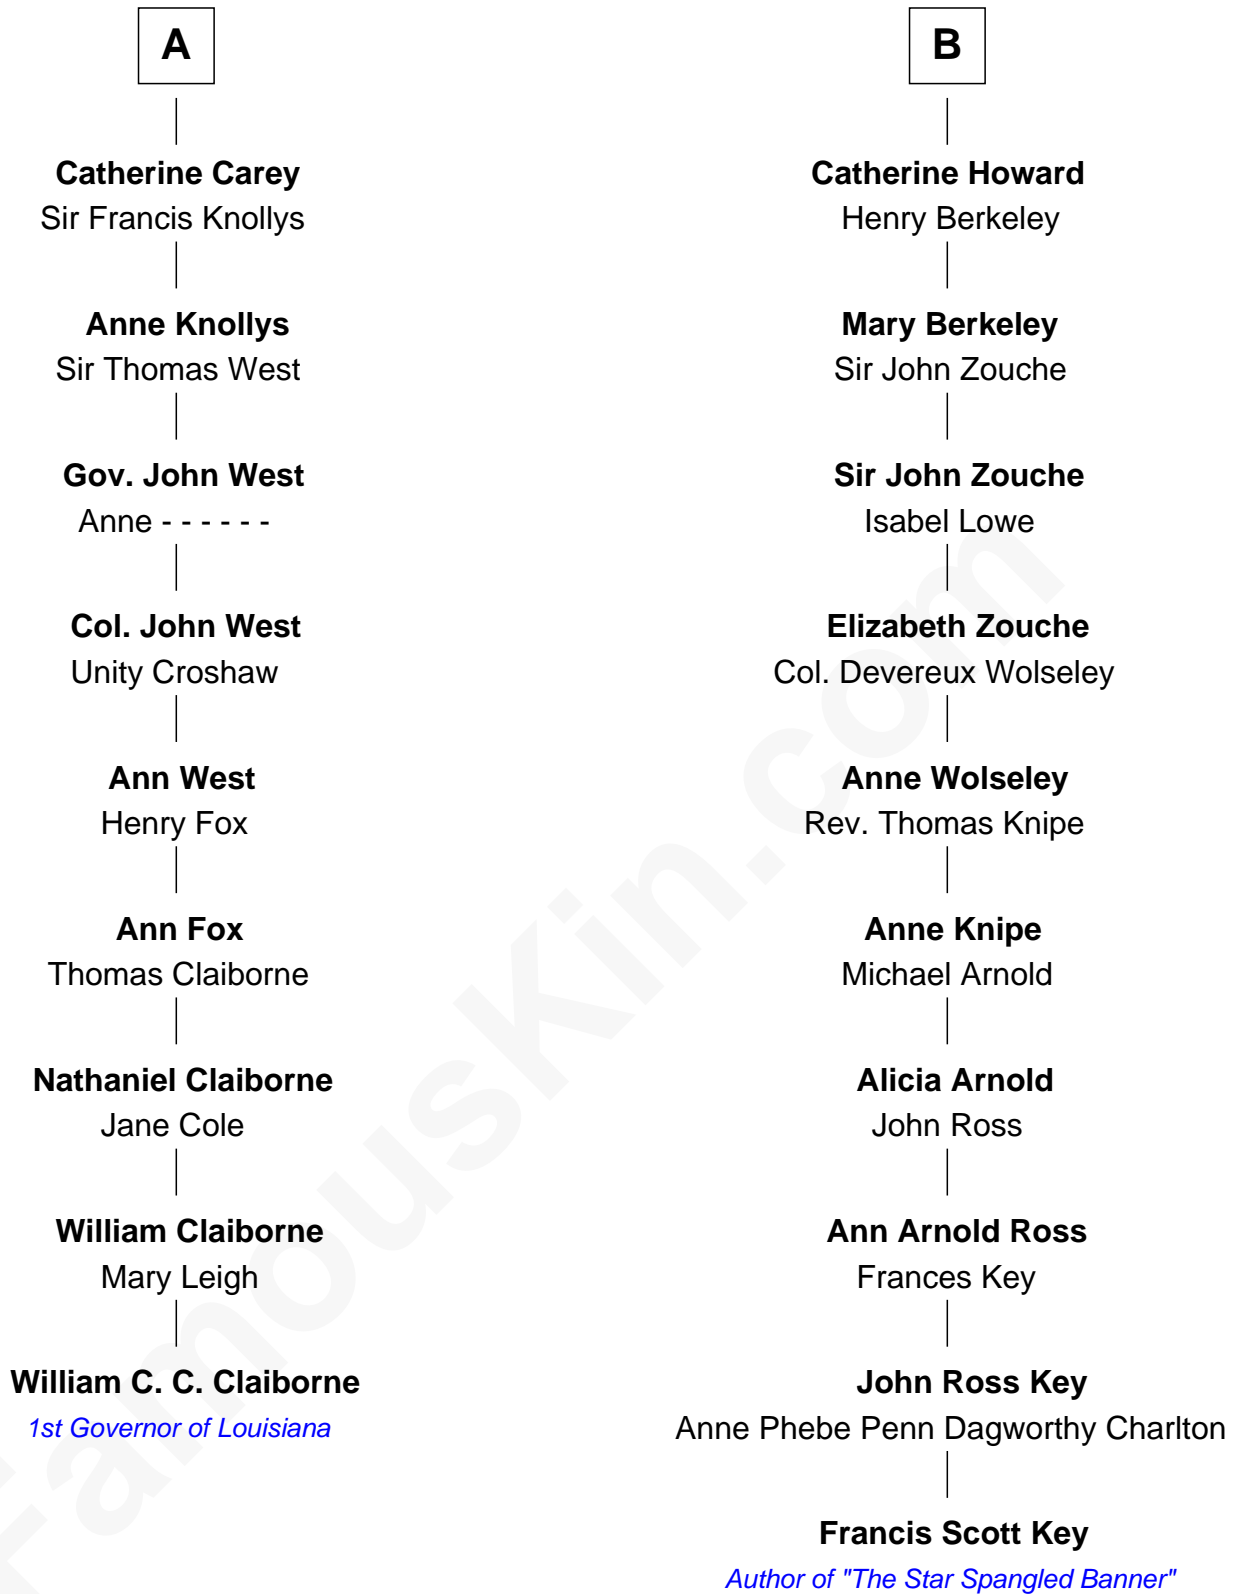 A
Catherine Carey
Sir Francis Knollys
Anne Knollys
Sir Thomas West
Gov. John West
Anne - - - - - -
Col. John West
Unity Croshaw
Ann West
Henry Fox
Ann Fox
Thomas Claiborne
Nathaniel Claiborne
Jane Cole
William Claiborne
Mary Leigh
William C. C. Claiborne
1st Governor of Louisiana
B
Catherine Howard
Henry Berkeley
Mary Berkeley
Sir John Zouche
Sir John Zouche
Isabel Lowe
Elizabeth Zouche
Col. Devereux Wolseley
Anne Wolseley
Rev. Thomas Knipe
Anne Knipe
Michael Arnold
Alicia Arnold
John Ross
Ann Arnold Ross
Frances Key
John Ross Key
Anne Phebe Penn Dagworthy Charlton
Francis Scott Key
Author of "The Star Spangled Banner"
FamousKin.com